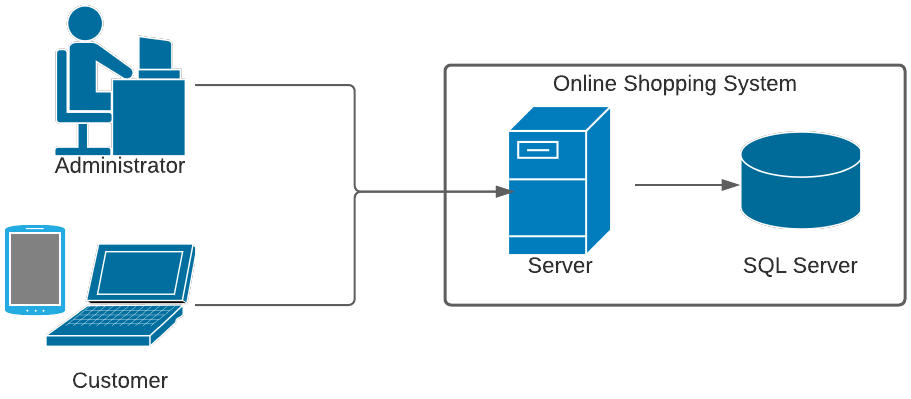 Online Shopping System
Administrator
Server
SQL Server
Customer